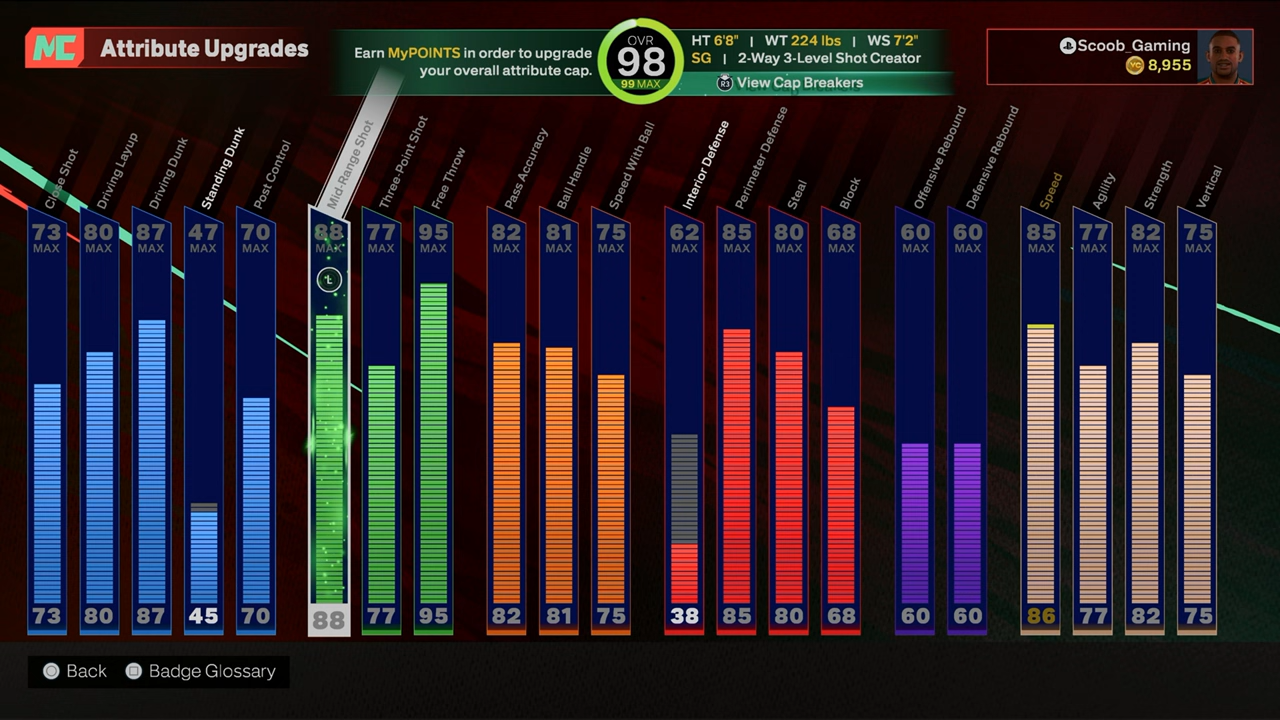 MC
Attribute Upgrades
Earn MyPOINTS in order to upgrade
your overall attribute cap.
OVR
98
99 MAX
HT 6'8" | WT 224 lbs | WS 7'2"
SG | 2-Way 3-Level Shot Creator
R3 View Cap Breakers
Scoob_Gaming
VC 8,955
Close Shot
Driving Layup
Driving Dunk
Standing Dunk
Post Control
Mid-Range Shot
Three-Point Shot
Free Throw
Pass Accuracy
Ball Handle
Speed With Ball
Interior Defense
Perimeter Defense
Steal
Block
Offensive Rebound
Defensive Rebound
Speed
Agility
Strength
Vertical
73 80 87 47 70 88 77 95 82 81 75 62 85 80 68 60 60 85 77 82 75
MAX MAX MAX MAX MAX MAX MAX MAX MAX MAX MAX MAX MAX MAX MAX MAX MAX MAX MAX MAX MAX
L
73 80 87 45 70 88 77 95 82 81 75 38 85 80 68 60 60 86 77 82 75
Back Badge Glossary